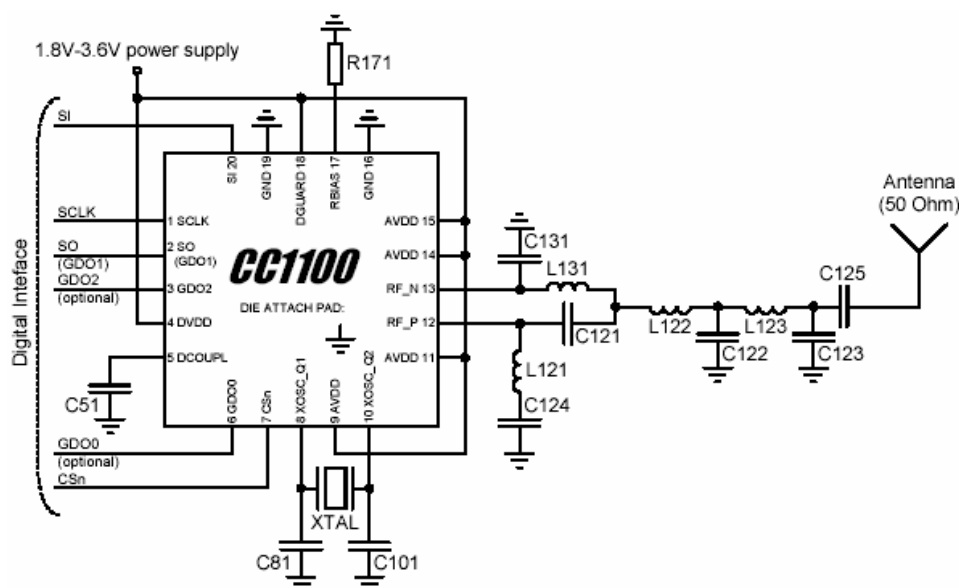 1.8V-3.6V power supply
R171
SI
SI 20
GND 19
DGUARD 18
RBIAS 17
GND 16
Antenna
(50 Ohm)
Digital Inteface
SCLK
1 SCLK
AVDD 15
C131
SO
(GDO1)
2 SO
(GDO1)
CC1100
AVDD 14
L131
C125
GDO2
(optional)
3 GDO2
DIE ATTACH PAD:
RF_N 13
4 DVDD
RF_P 12
C121
L122
L123
C122
C123
5 DCOUPL
AVDD 11
L121
C124
C51
6 GDO0
7 CSn
8 XOSC_Q1
9 AVDD
10 XOSC_Q2
GDO0
(optional)
CSn
XTAL
C81
C101